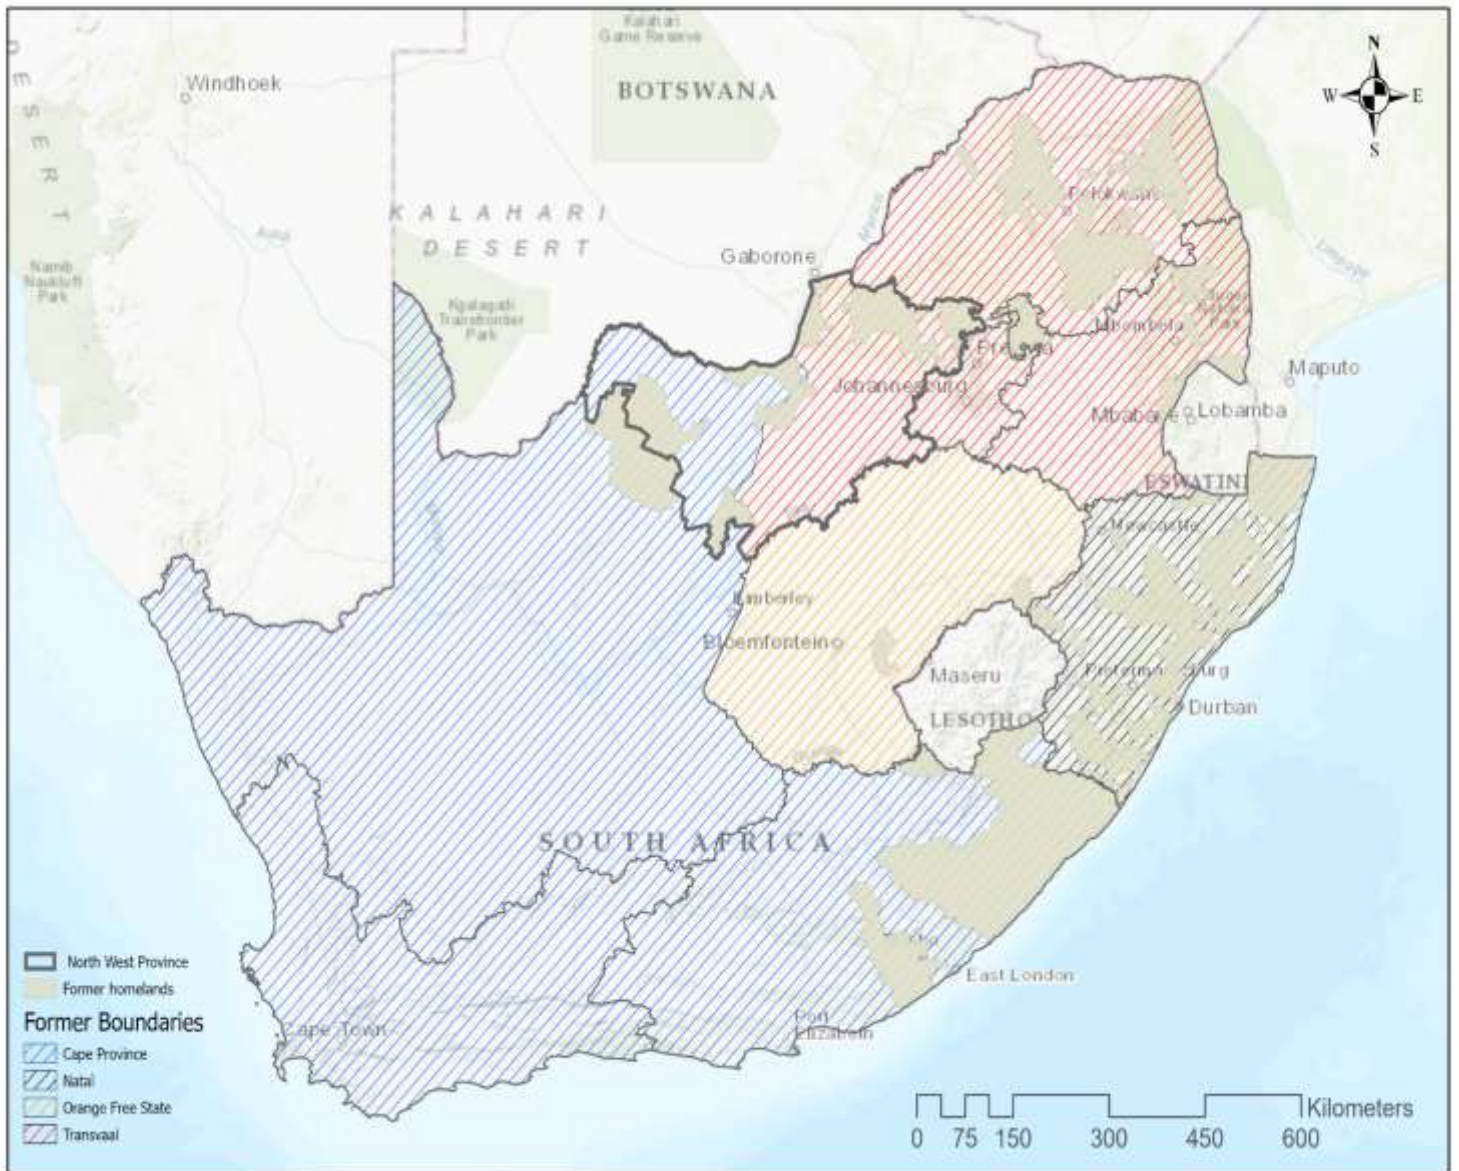 Kalahari
Game Reserve
BOTSWANA
N
W
E
S
Windhoek
D E S E R T
KALAHARI
DESERT
Gaborone
Marico
Polokwane
Limpopo
Namib
Naukluft
Park
Kgalagadi
Transfrontier
Park
Auob
Mbombela
Pretoria
Johannesburg
Maputo
Mbabane
Lobamba
ESWATINI
Newcastle
Kimberley
Bloemfontein
Maseru
LESOTHO
Durban
SOUTH AFRICA
East London
Port
Elizabeth
Cape Town
North West Province
Former homelands
Former Boundaries
Cape Province
Natal
Orange Free State
Transvaal
Kilometers
0 75 150 300 450 600